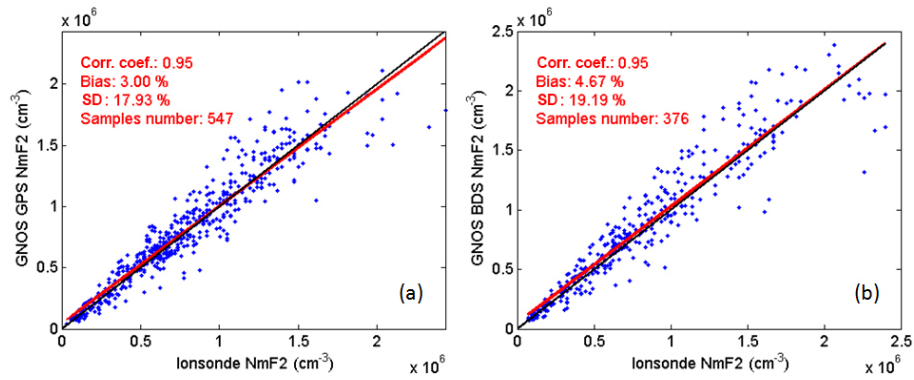 x 10^6
2
1.5
1
0.5
0
GNOS GPS NmF2 (cm^-3)
Corr. coef.: 0.95
Bias: 3.00 %
SD : 17.93 %
Samples number: 547
(a)
0 0.5 1 1.5 2
Ionsonde NmF2 (cm^-3)
x 10^6
x 10^6
2.5
2
1.5
1
0.5
0
GNOS BDS NmF2 (cm^-3)
Corr. coef.: 0.95
Bias: 4.67 %
SD: 19.19 %
Samples number: 376
(b)
0 0.5 1 1.5 2 2.5
Ionsonde NmF2 (cm^-3)
x 10^6